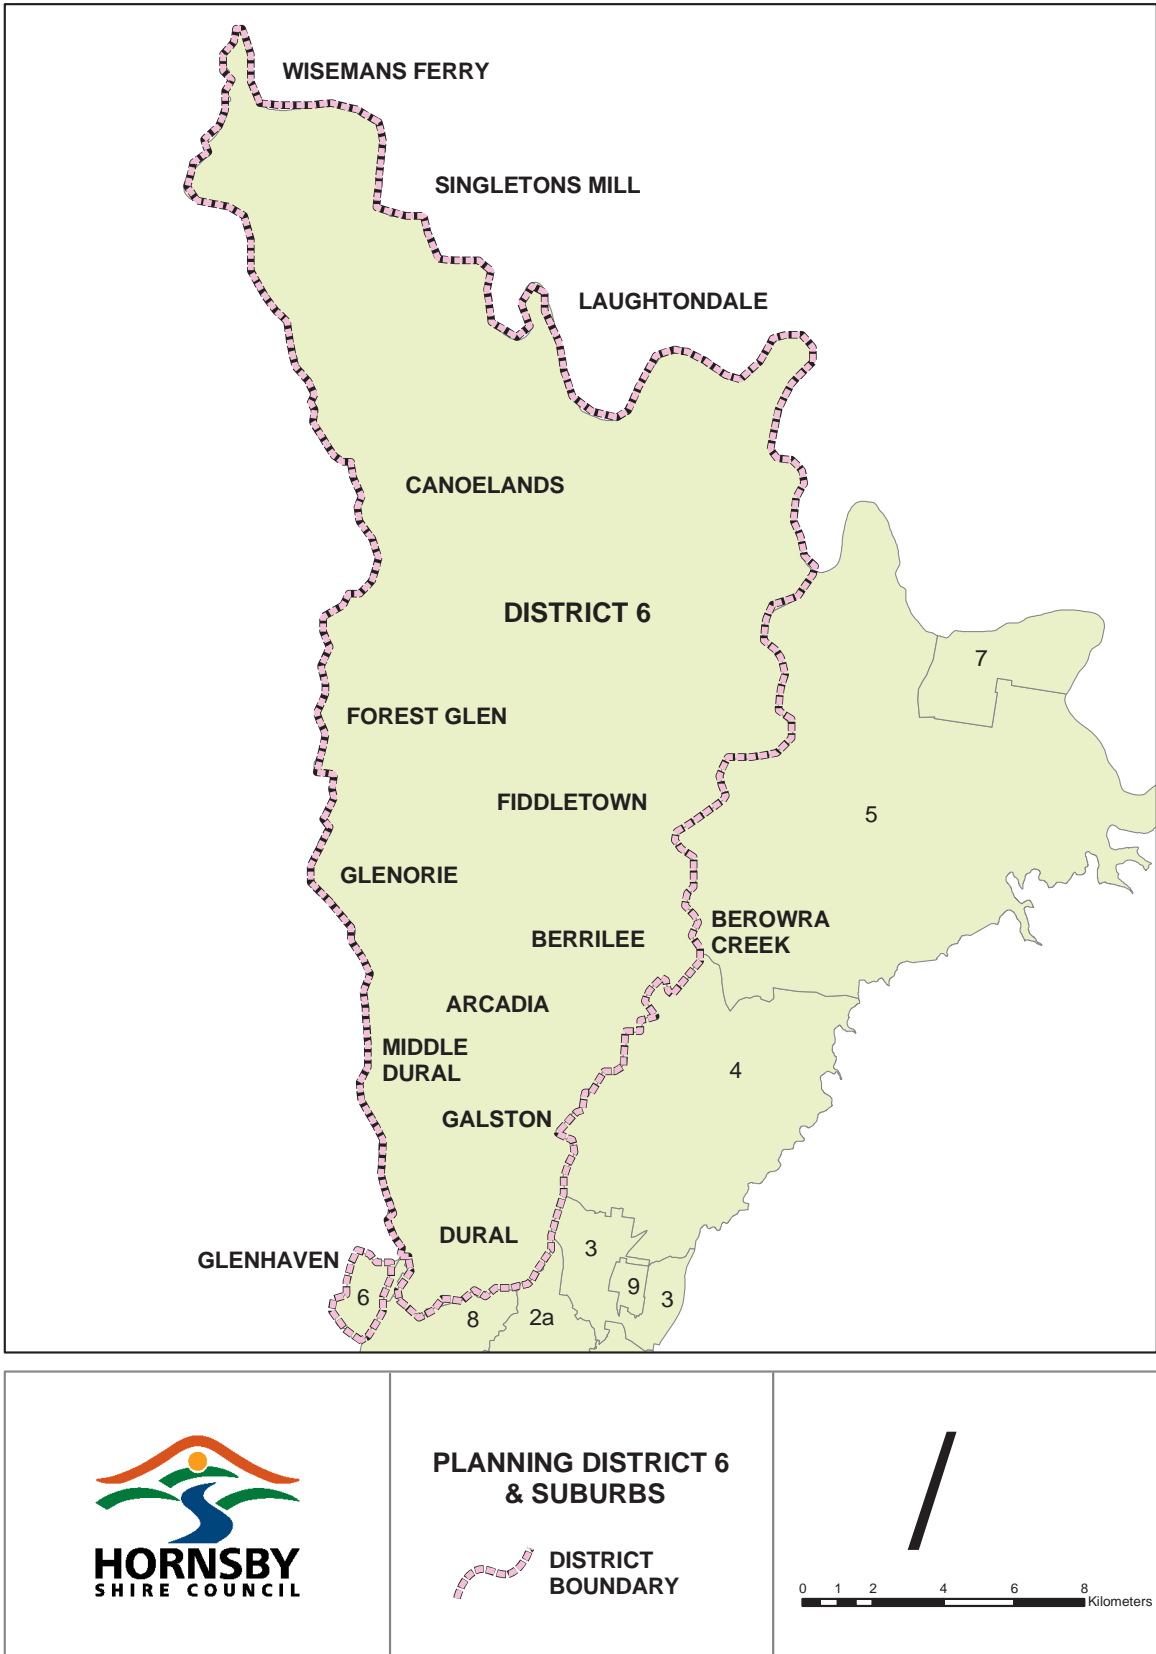 WISEMANS FERRY
SINGLETONS MILL
LAUGHTONDALE
CANOELANDS
DISTRICT 6
7
FOREST GLEN
FIDDLETOWN
5
GLENORIE
BEROWRA
CREEK
BERRILEE
ARCADIA
MIDDLE
DURAL
4
GALSTON
DURAL
3
GLENHAVEN
9
6
3
8
2a
HORNSBY
SHIRE COUNCIL
PLANNING DISTRICT 6
& SUBURBS
DISTRICT
BOUNDARY
0 1 2 4 6 8
Kilometers